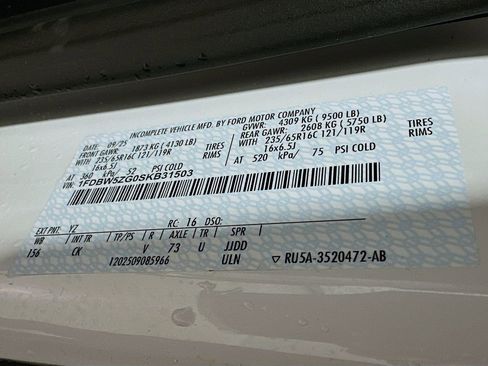 INCOMPLETE VEHICLE MFD. BY FORD MOTOR COMPANY
DATE: 09/25 GVWR: 4309 KG ( 9500 LB)
FRONT GAWR: 1873 KG ( 4130 LB) REAR GAWR: 2608 KG ( 5750 LB)
235/65R16C 121/119R TIRES 235/65R16C 121/119R TIRES
16x6.5J RIMS 16x6.5J RIMS
AT 360 kPa/ 52 PSI COLD AT 520 kPa/ 75 PSI COLD
VIN: 1FDBW5ZG0SKB31503
EXT PNT: YZ RC: 16 DSO:
WB INT TR TP/PS R AXLE TR SPR
156 CK V 73 U JJDD
1202509085966 ULN ▽ RU5A-3520472-AB